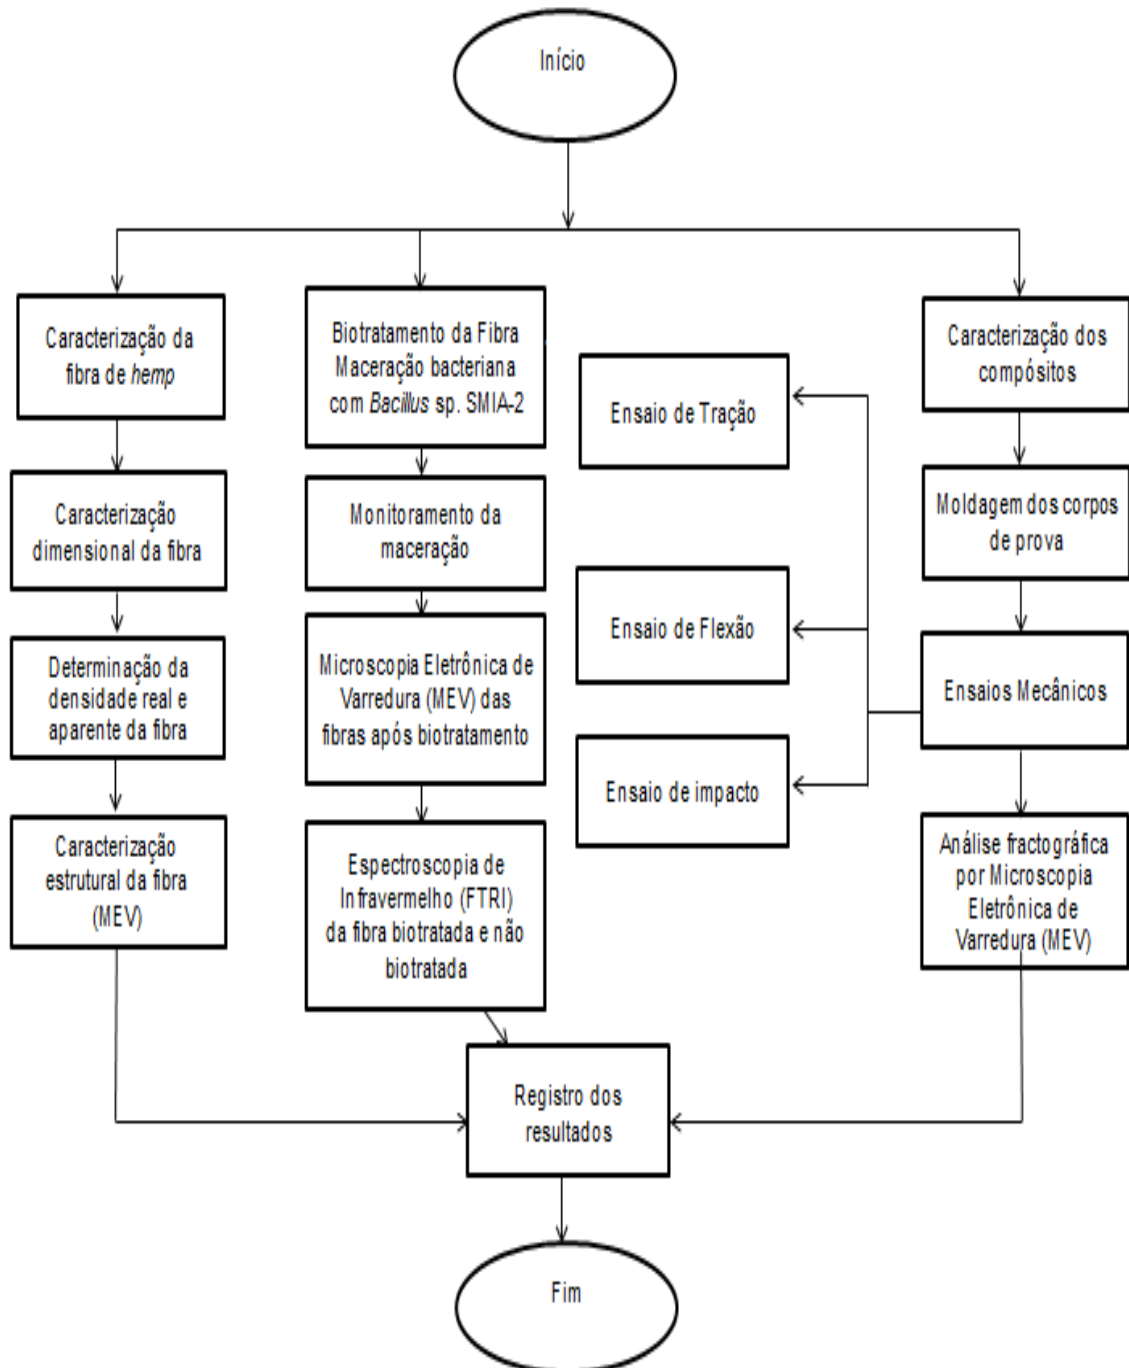 Início
Caracterização da
fibra de hemp
Caracterização
dimensional da fibra
Determinação da
densidade real e
aparente da fibra
Caracterização
estrutural da fibra
(MEV)
Biotratamento da Fibra
Maceração bacteriana
com Bacillus sp. SMIA-2
Monitoramento da
maceração
Microscopia Eletrônica de
Varredura (MEV) das
fibras após biotratamento
Espectroscopia de
Infravermelho (FTRI)
da fibra biotratada e não
biotratada
Ensaio de Tração
Ensaio de Flexão
Ensaio de impacto
Caracterização dos
compósitos
Moldagem dos corpos
de prova
Ensaios Mecânicos
Análise fractográfica
por Microscopia
Eletrônica de
Varredura (MEV)
Registro dos
resultados
Fim